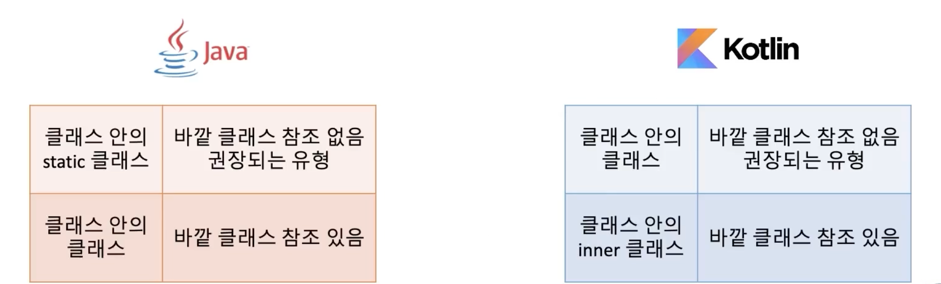 Java
클래스 안의
static 클래스
바깥 클래스 참조 없음
권장되는 유형
클래스 안의
클래스
바깥 클래스 참조 있음
Kotlin
클래스 안의
클래스
바깥 클래스 참조 없음
권장되는 유형
클래스 안의
inner 클래스
바깥 클래스 참조 있음